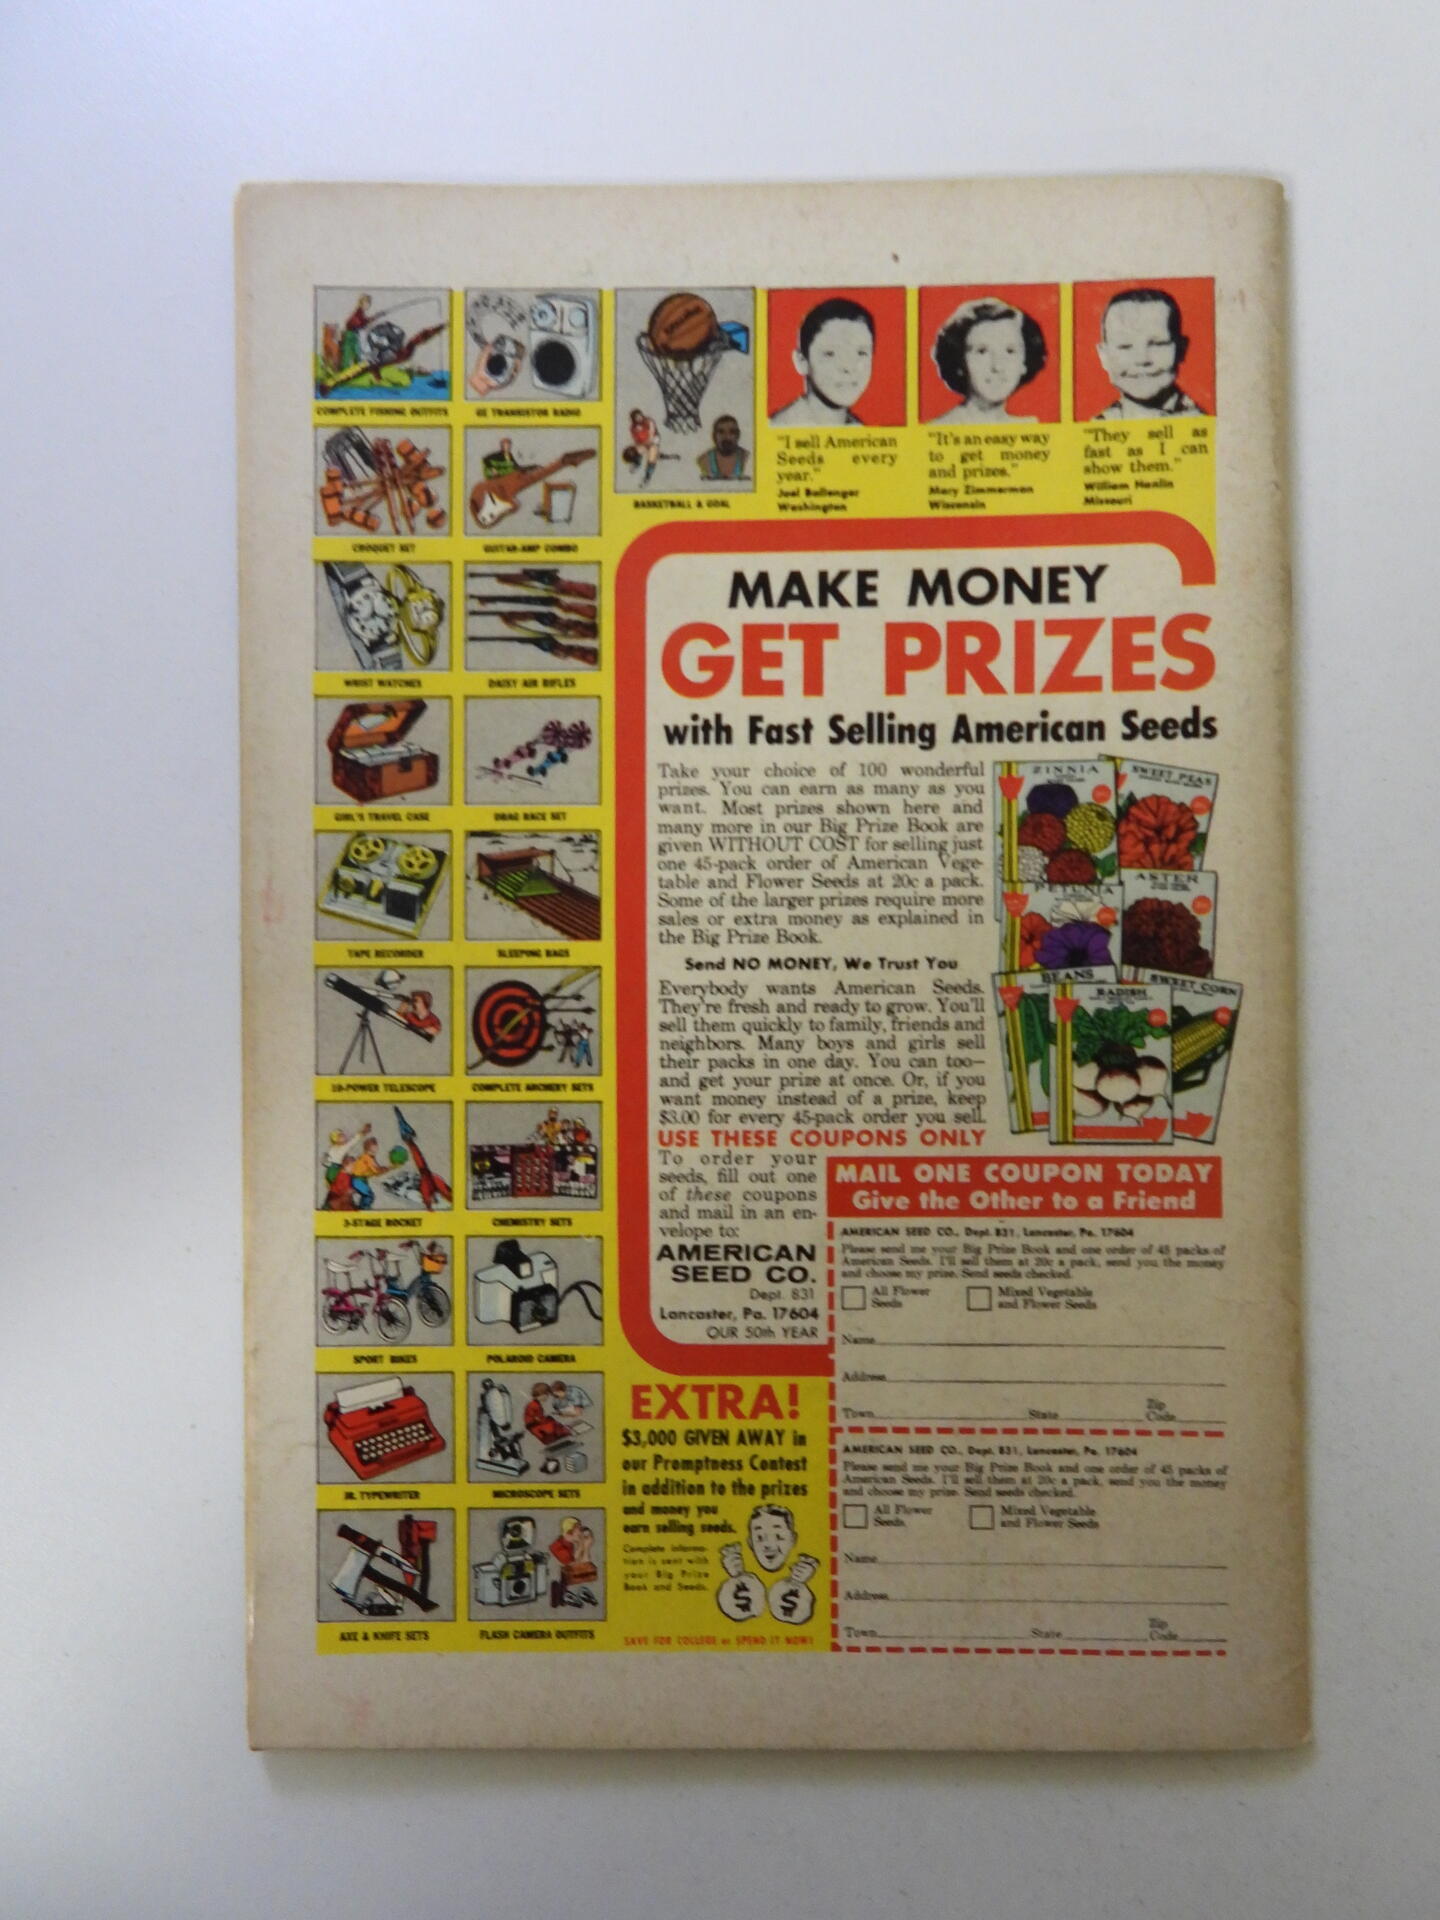 COMPLETE FISHING OUTFITS
GE TRANSISTOR RADIO
BASKETBALL & GOAL
CROQUET SET
GUITAR-AMP COMBO
WRIST WATCHES
DAISY AIR RIFLES
GIRL'S TRAVEL CASE
DRAG RACE SET
TAPE RECORDER
SLEEPING BAGS
10-POWER TELESCOPE
COMPLETE ARCHERY SETS
3-STAGE ROCKET
CHEMISTRY SETS
SPORT BIKES
POLAROID CAMERA
JR. TYPEWRITER
MICROSCOPE SETS
AXE & KNIFE SETS
FLASH CAMERA OUTFITS
"I sell American
Seeds every
year."
Joel Ballenger
Washington
"It's an easy way
to get money
and prizes."
Mary Zimmerman
Wisconsin
"They sell as
fast as I can
show them."
William Henlin
Missouri
MAKE MONEY
GET PRIZES
with Fast Selling American Seeds
Take your choice of 100 wonderful
prizes. You can earn as many as you
want. Most prizes shown here and
many more in our Big Prize Book are
given WITHOUT COST for selling just
one 45-pack order of American Vege-
table and Flower Seeds at 20c a pack.
Some of the larger prizes require more
sales or extra money as explained in
the Big Prize Book.
Send NO MONEY, We Trust You
Everybody wants American Seeds.
They're fresh and ready to grow. You'll
sell them quickly to family, friends and
neighbors. Many boys and girls sell
their packs in one day. You can too—
and get your prize at once. Or, if you
want money instead of a prize, keep
$3.00 for every 45-pack order you sell.
USE THESE COUPONS ONLY
To order your
seeds, fill out one
of these coupons
and mail in an en-
velope to:
AMERICAN
SEED CO.
Dept. 831
Lancaster, Pa. 17604
OUR 50th YEAR
ZINNIA
SWEET PEAS
PETUNIA
ASTER
BEANS
RADISH
SWEET CORN
MAIL ONE COUPON TODAY
Give the Other to a Friend
AMERICAN SEED CO., Dept. 831, Lancaster, Pa. 17604
Please send me your Big Prize Book and one order of 45 packs of
American Seeds. I'll sell them at 20c a pack, send you the money
and choose my prize. Send seeds checked.
All Flower
Seeds
Mixed Vegetable
and Flower Seeds
Name
Address
Town State Zip
Code
AMERICAN SEED CO., Dept. 831, Lancaster, Pa. 17604
Please send me your Big Prize Book and one order of 45 packs of
American Seeds. I'll sell them at 20c a pack, send you the money
and choose my prize. Send seeds checked.
All Flower
Seeds
Mixed Vegetable
and Flower Seeds
Name
Address
Town State Zip
Code
EXTRA!
$3,000 GIVEN AWAY in
our Promptness Contest
in addition to the prizes
and money you
earn selling seeds.
Complete informa-
tion is sent with
your Big Prize
Book and Seeds.
$ $
SAVE FOR COLLEGE or SPEND IT NOW!